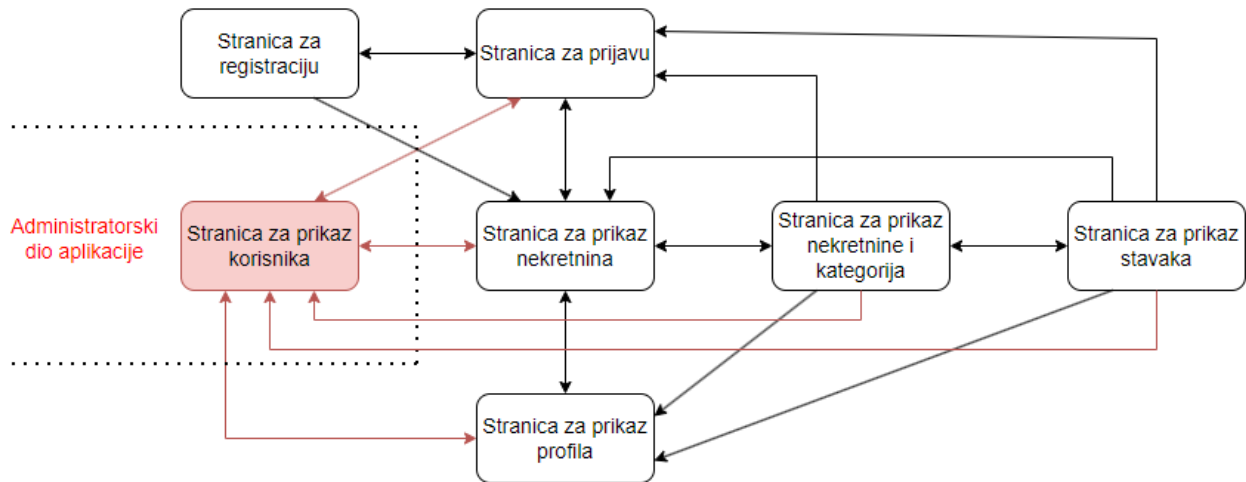 Stranica za
registraciju
Stranica za prijavu
Administratorski
dio aplikacije
Stranica za prikaz
korisnika
Stranica za prikaz
nekretnina
Stranica za prikaz
nekretnine i
kategorija
Stranica za prikaz
stavaka
Stranica za prikaz
profila